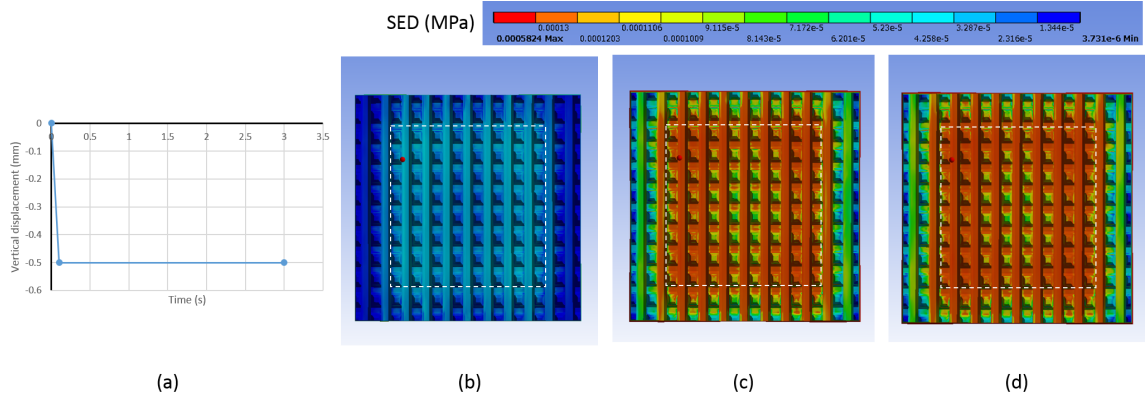 SED (MPa)
0.00013 0.0001106 9.115e-5 7.172e-5 5.23e-5 3.287e-5 1.344e-5
0.0005824 Max 0.0001203 0.0001009 8.143e-5 6.201e-5 4.258e-5 2.316e-5 3.731e-6 Min
0
0 0.5 1 1.5 2 2.5 3 3.5
-0.1
-0.2
-0.3
-0.4
-0.5
-0.6
Vertical displacement (mm)
Time (s)
(a) (b) (c) (d)